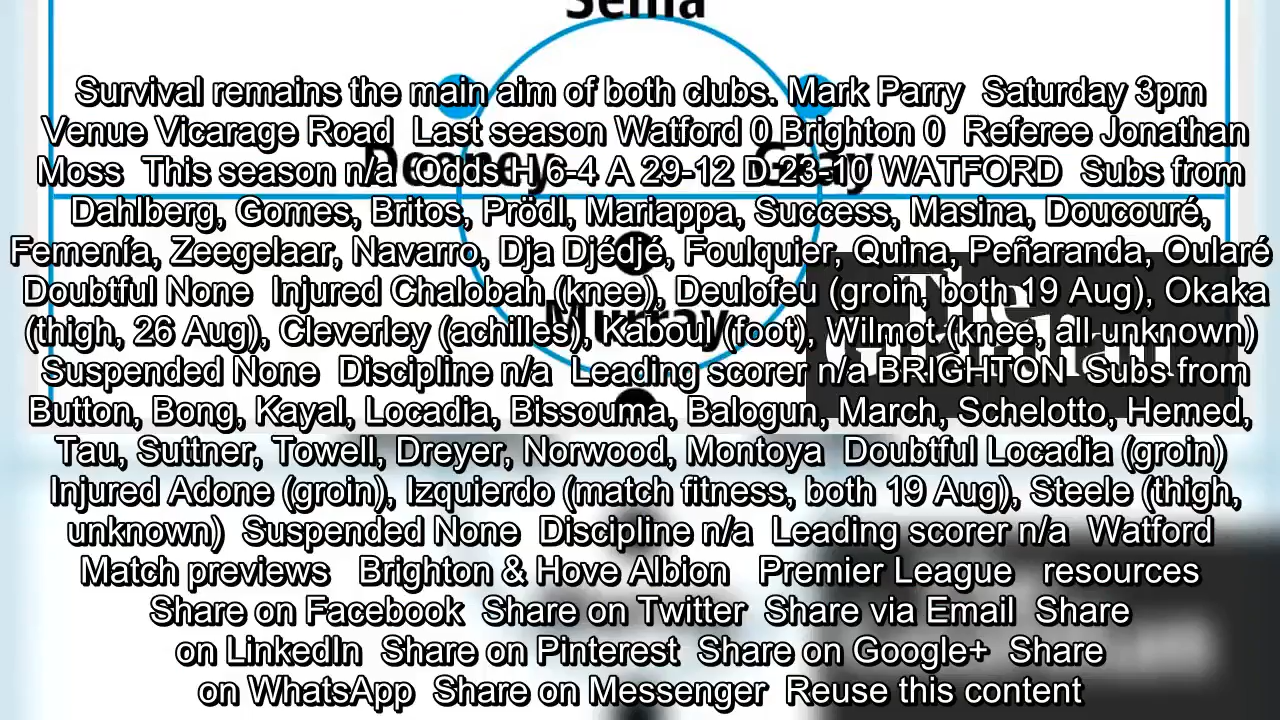 Sema
Survival remains the main aim of both clubs. Mark Parry  Saturday 3pm
Venue Vicarage Road  Last season Watford 0 Brighton 0  Referee Jonathan
Moss  This season n/a  Odds H 6-4 A 29-12 D 23-10 WATFORD  Subs from
Deeney Gray
Dahlberg, Gomes, Britos, Prödl, Mariappa, Success, Masina, Doucouré,
Femenía, Zeegelaar, Navarro, Dja Djédjé, Foulquier, Quina, Peñaranda, Oularé
Doubtful None  Injured Chalobah (knee), Deulofeu (groin, both 19 Aug), Okaka
(thigh, 26 Aug), Cleverley (achilles), Kaboul (foot), Wilmot (knee, all unknown)
Murray
The
Guardian
Suspended None  Discipline n/a  Leading scorer n/a BRIGHTON  Subs from
Button, Bong, Kayal, Locadia, Bissouma, Balogun, March, Schelotto, Hemed,
Tau, Suttner, Towell, Dreyer, Norwood, Montoya  Doubtful Locadia (groin)
Injured Adone (groin), Izquierdo (match fitness, both 19 Aug), Steele (thigh,
unknown)  Suspended None  Discipline n/a  Leading scorer n/a  Watford
Match previews  Brighton & Hove Albion  Premier League  resources
Share on Facebook  Share on Twitter  Share via Email  Share
on LinkedIn  Share on Pinterest  Share on Google+  Share
on WhatsApp  Share on Messenger  Reuse this content